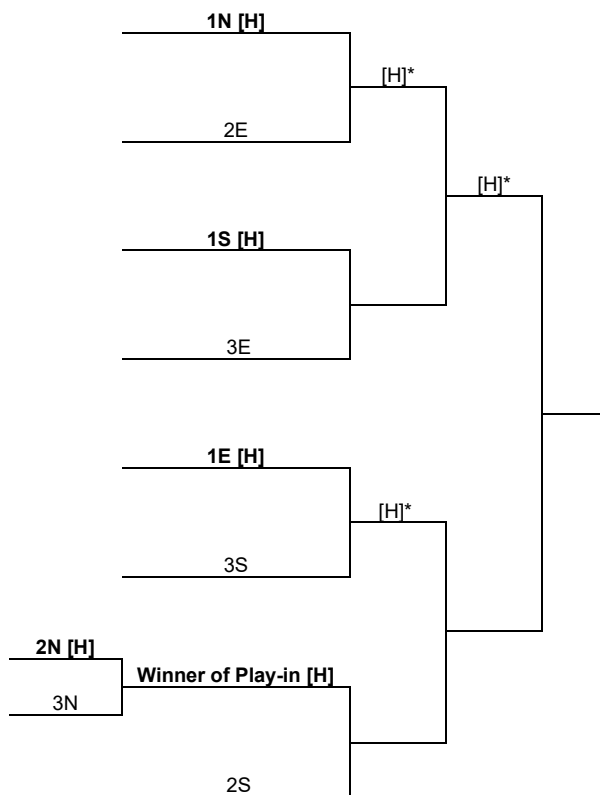 1N [H]
[H]*
2E
[H]*
1S [H]
3E
1E [H]
[H]*
3S
2N [H]
Winner of Play-in [H]
3N
2S